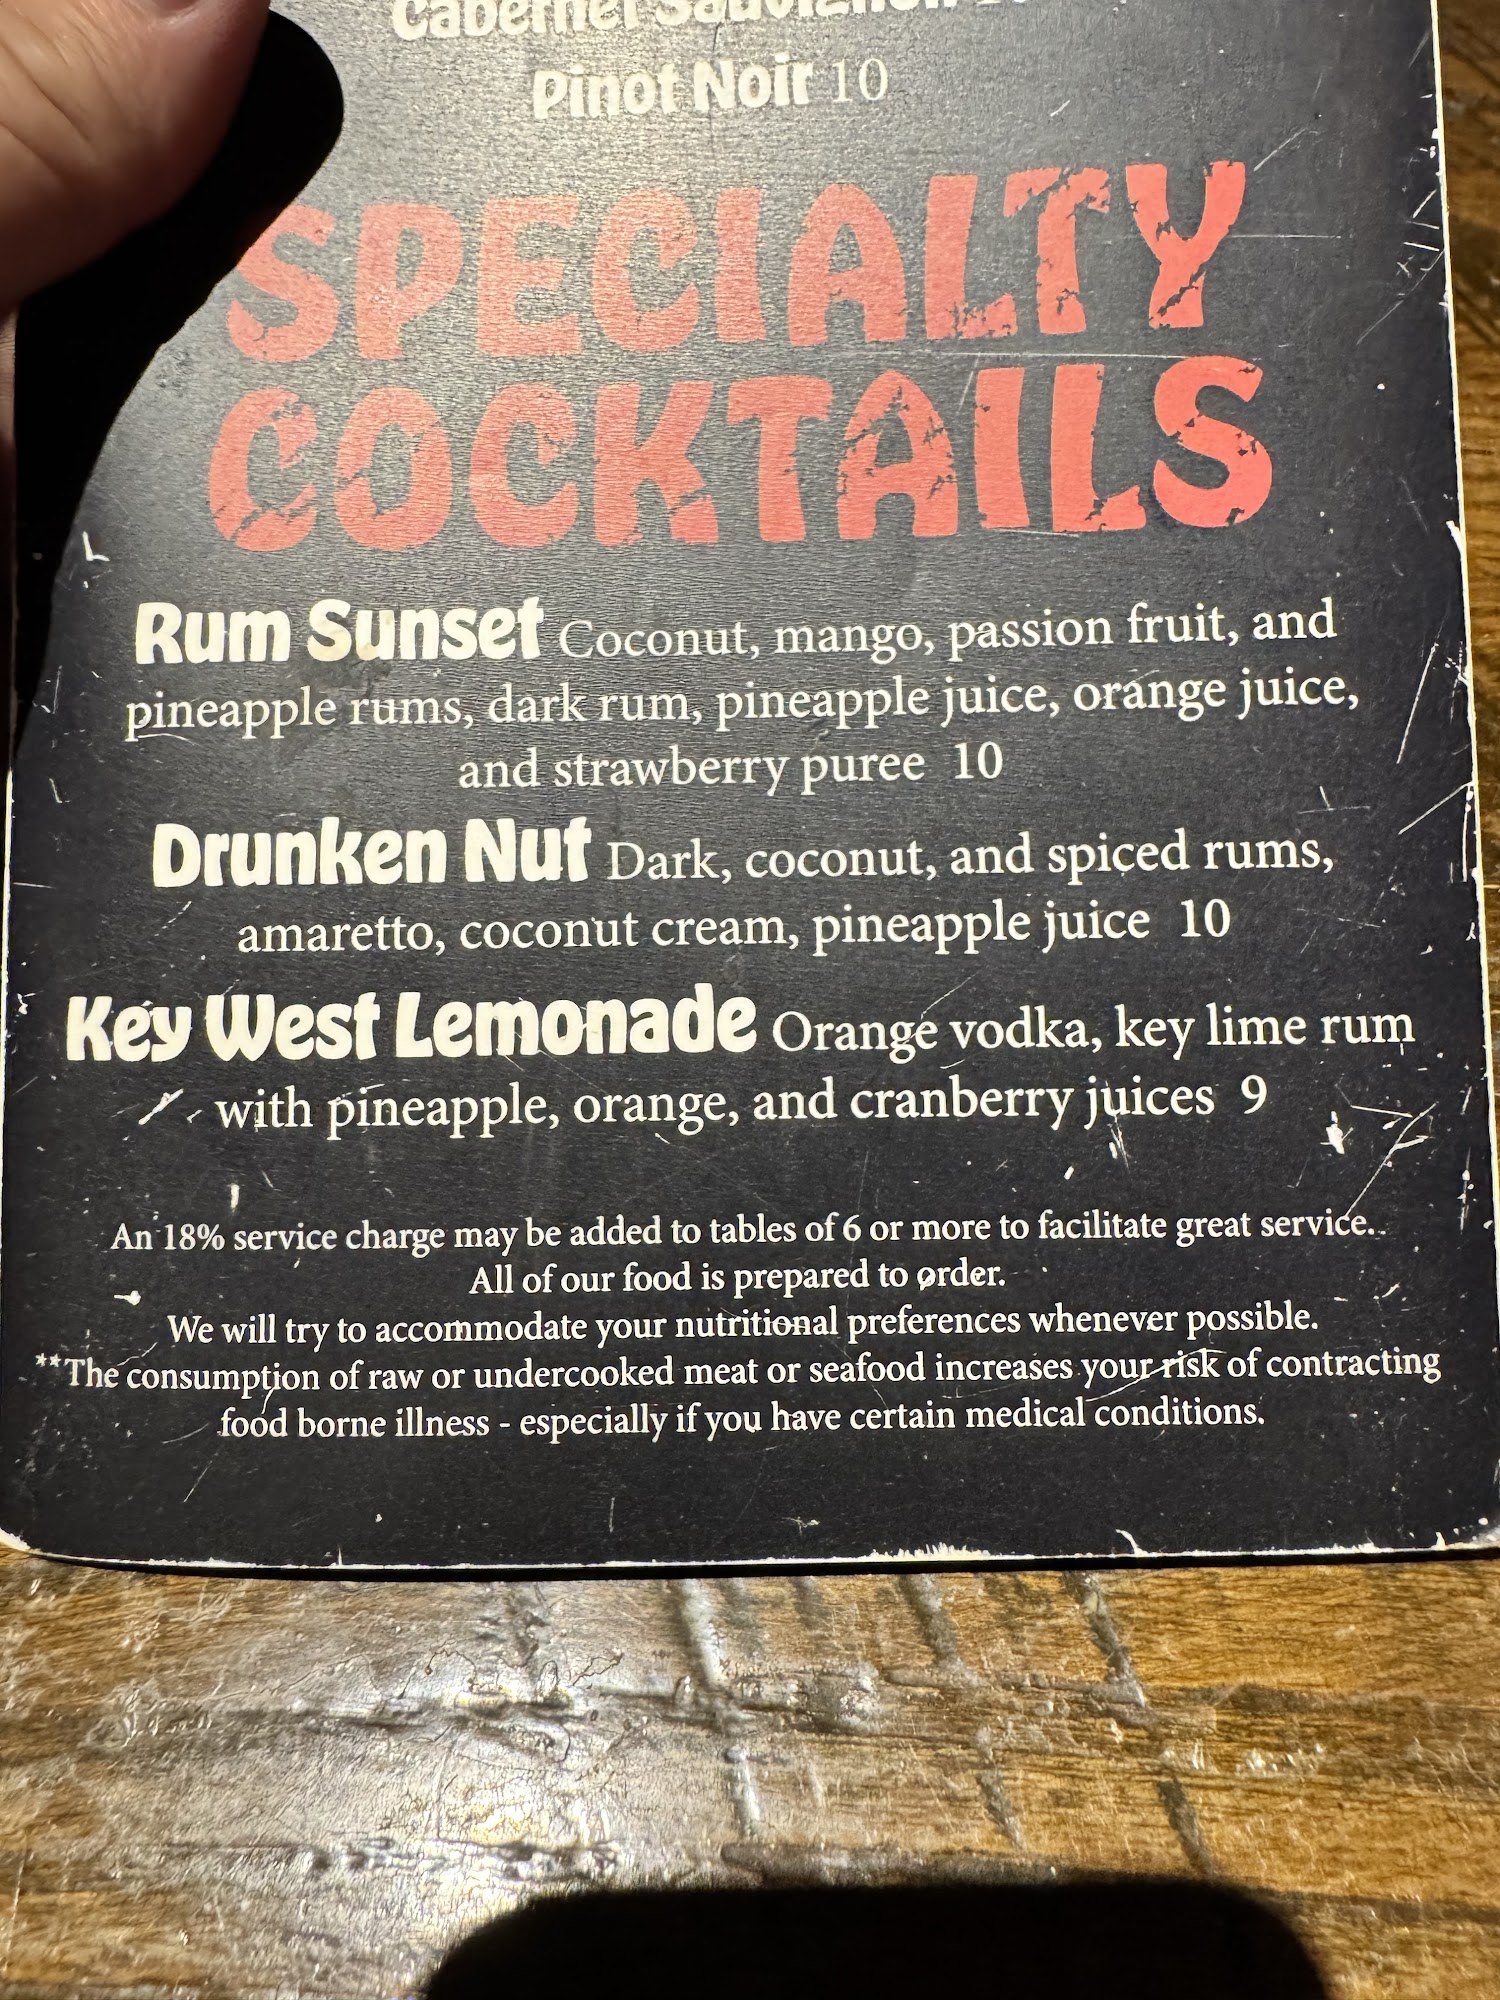 Cabernet Sauvignon
Pinot Noir 10
SPECIALTY
COCKTAILS
Rum Sunset Coconut, mango, passion fruit, and
pineapple rums, dark rum, pineapple juice, orange juice,
and strawberry puree 10
Drunken Nut Dark, coconut, and spiced rums,
amaretto, coconut cream, pineapple juice 10
Key West Lemonade Orange vodka, key lime rum
with pineapple, orange, and cranberry juices 9
An 18% service charge may be added to tables of 6 or more to facilitate great service..
All of our food is prepared to order.
We will try to accommodate your nutritional preferences whenever possible.
**The consumption of raw or undercooked meat or seafood increases your risk of contracting
food borne illness - especially if you have certain medical conditions.